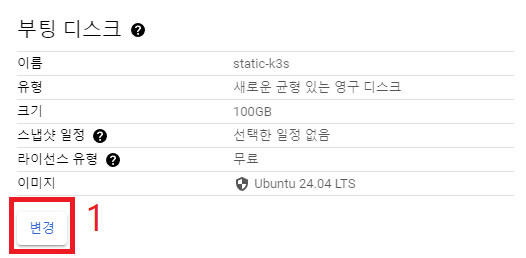 부팅 디스크 ?
이름 static-k3s
유형 새로운 균형 있는 영구 디스크
크기 100GB
스냅샷 일정 ? 선택한 일정 없음
라이선스 유형 ? 무료
이미지 Ubuntu 24.04 LTS
변경 1